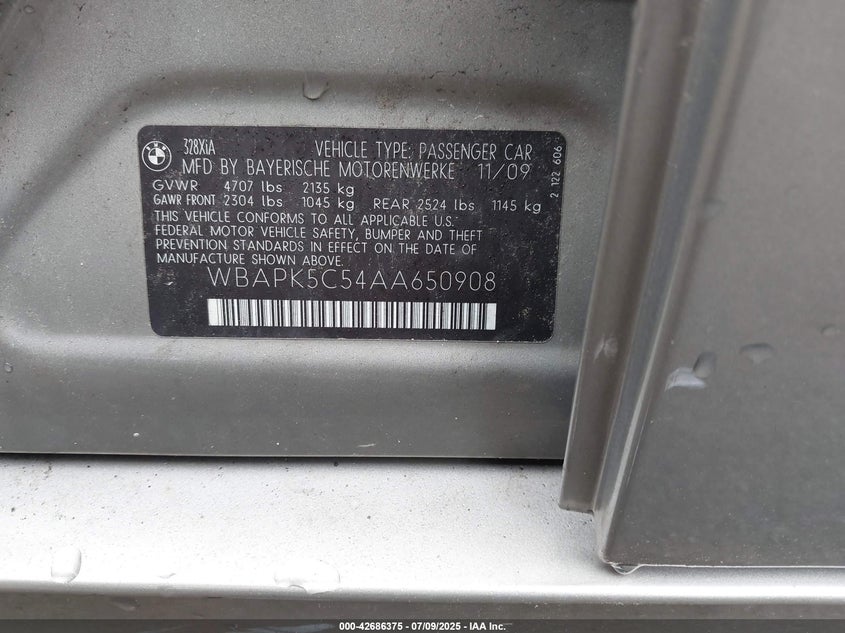 328XiA VEHICLE TYPE: PASSENGER CAR
MFD BY BAYERISCHE MOTORENWERKE 11/09
GVWR 4707 lbs 2135 kg
GAWR FRONT 2304 lbs 1045 kg REAR 2524 lbs 1145 kg
THIS VEHICLE CONFORMS TO ALL APPLICABLE U.S.
FEDERAL MOTOR VEHICLE SAFETY, BUMPER AND THEFT
PREVENTION STANDARDS IN EFFECT ON THE DATE OF
MANUFACTURE SHOWN ABOVE.
WBAPK5C54AA650908
2 122 606
000-42686375 / 07/09/2025 - IAA Inc.